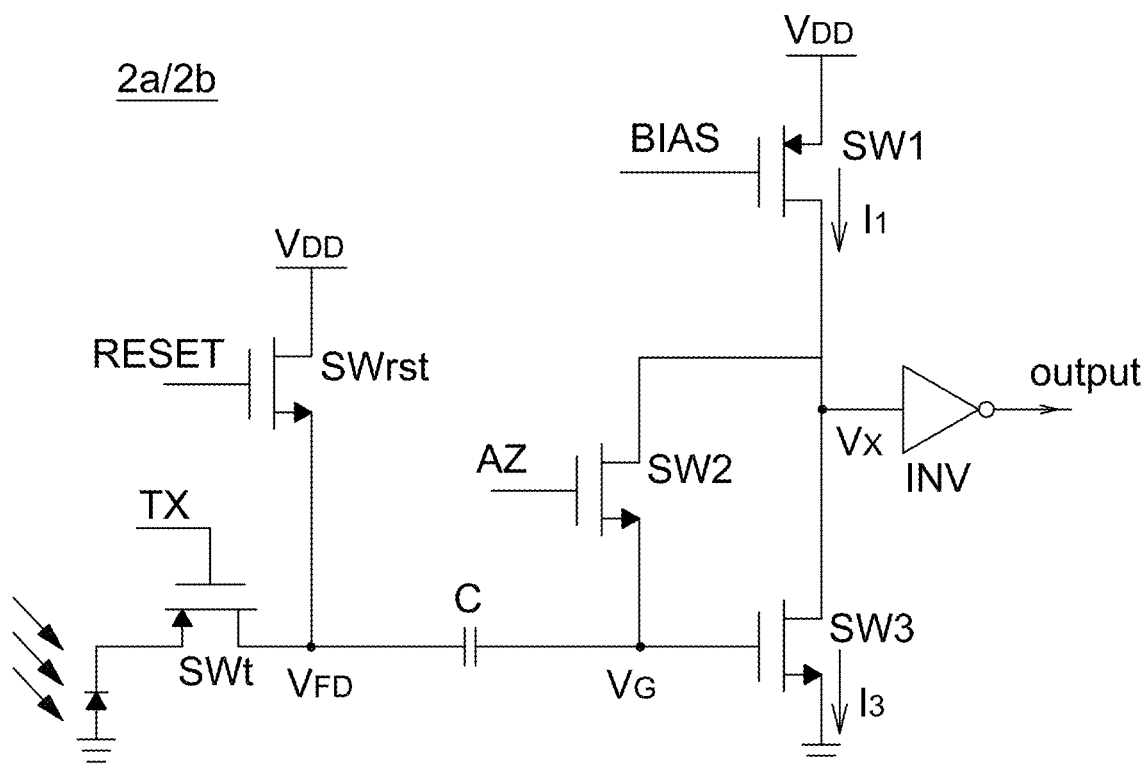 2a/2b
VDD
BIAS
SW1
I1
VDD
RESET
SWrst
output
AZ
SW2
VX
INV
TX
C
SWt
VFD
VG
SW3
I3